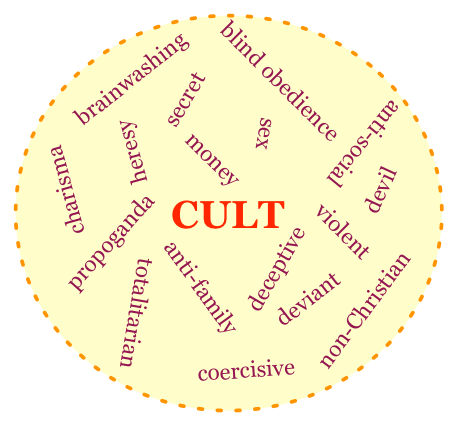 brainwashing
blind obedience
secret
sex
anti-social
heresy
money
charisma
devil
CULT
propoganda
violent
anti-family
deceptive
totalitarian
deviant
non-Christian
coercisive